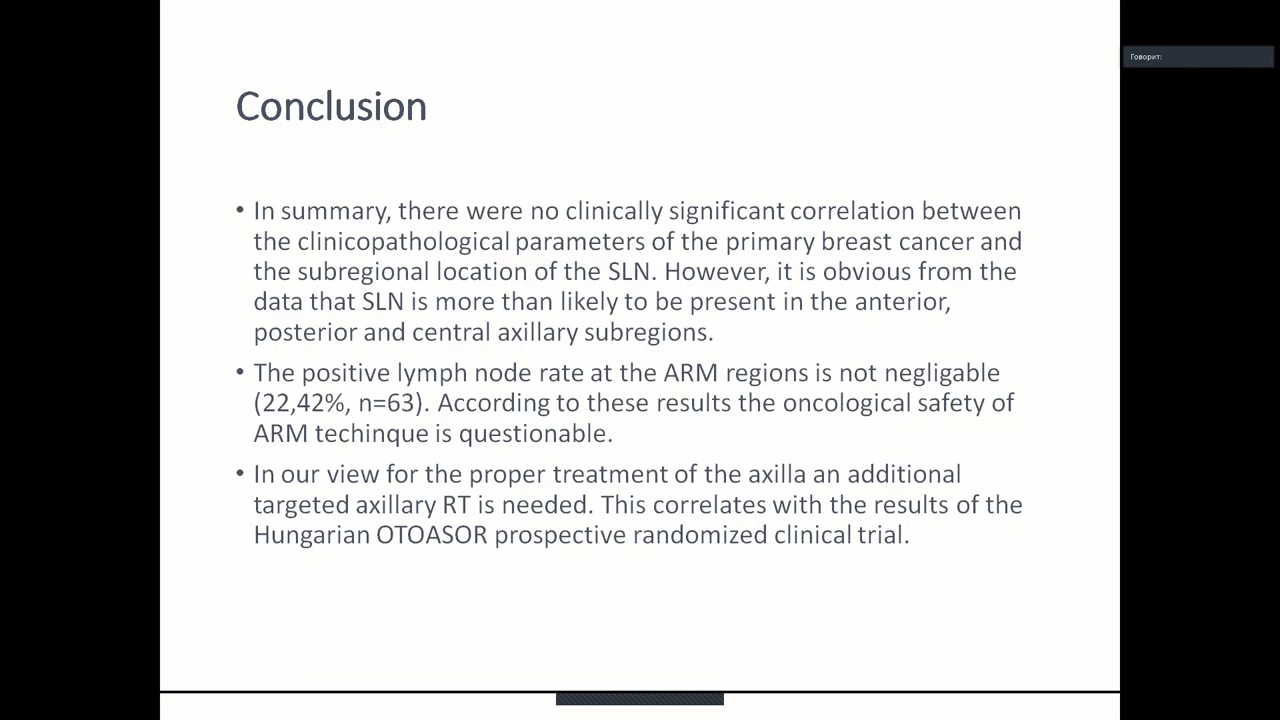 Говорит:
Conclusion
• In summary, there were no clinically significant correlation between
the clinicopathological parameters of the primary breast cancer and
the subregional location of the SLN. However, it is obvious from the
data that SLN is more than likely to be present in the anterior,
posterior and central axillary subregions.
• The positive lymph node rate at the ARM regions is not negligable
(22,42%, n=63). According to these results the oncological safety of
ARM techinque is questionable.
• In our view for the proper treatment of the axilla an additional
targeted axillary RT is needed. This correlates with the results of the
Hungarian OTOASOR prospective randomized clinical trial.